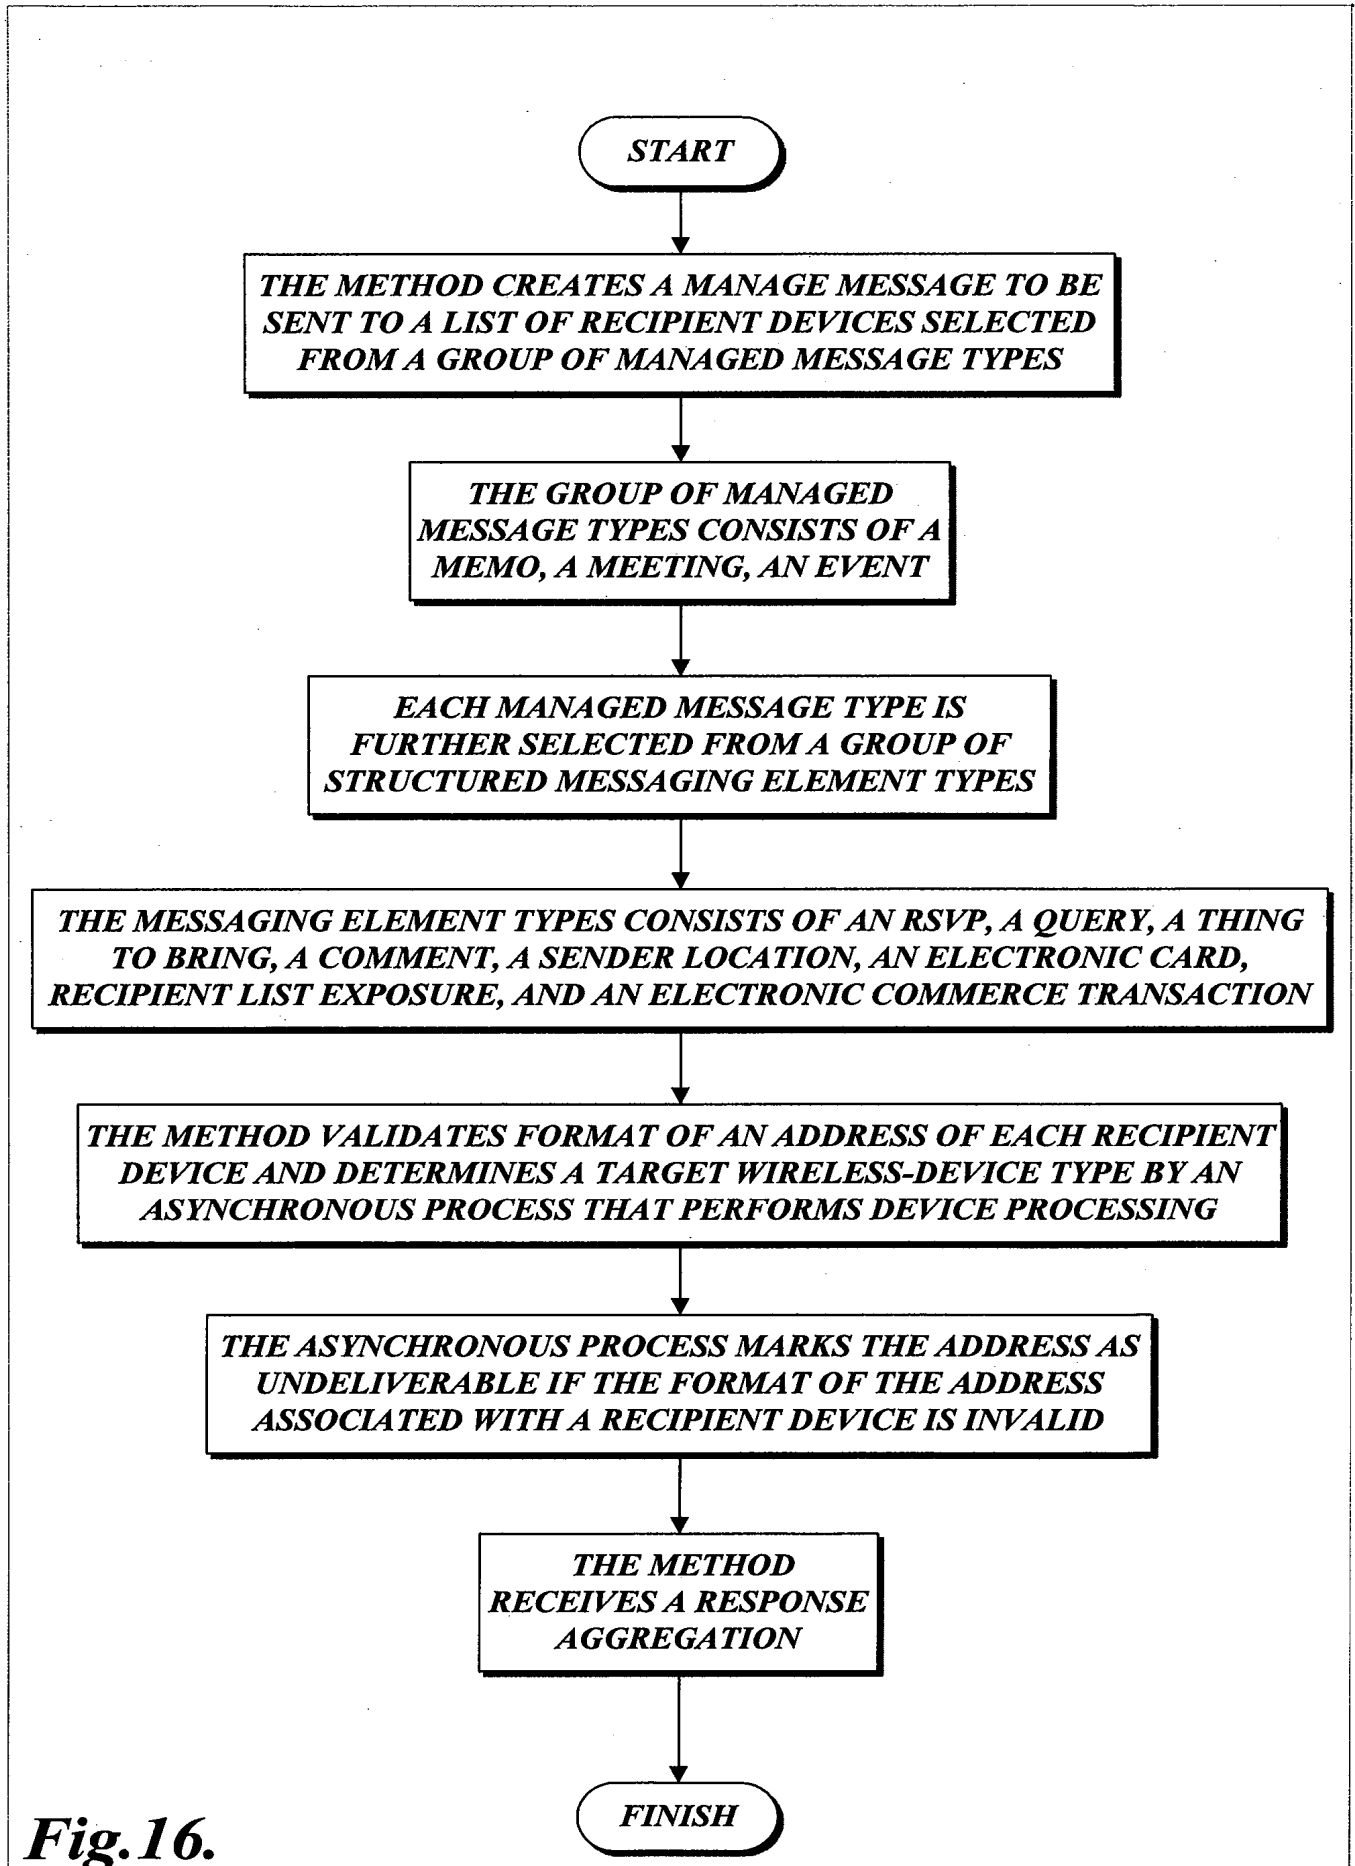 START
THE METHOD CREATES A MANAGE MESSAGE TO BE
SENT TO A LIST OF RECIPIENT DEVICES SELECTED
FROM A GROUP OF MANAGED MESSAGE TYPES
THE GROUP OF MANAGED
MESSAGE TYPES CONSISTS OF A
MEMO, A MEETING, AN EVENT
EACH MANAGED MESSAGE TYPE IS
FURTHER SELECTED FROM A GROUP OF
STRUCTURED MESSAGING ELEMENT TYPES
THE MESSAGING ELEMENT TYPES CONSISTS OF AN RSVP, A QUERY, A THING
TO BRING, A COMMENT, A SENDER LOCATION, AN ELECTRONIC CARD,
RECIPIENT LIST EXPOSURE, AND AN ELECTRONIC COMMERCE TRANSACTION
THE METHOD VALIDATES FORMAT OF AN ADDRESS OF EACH RECIPIENT
DEVICE AND DETERMINES A TARGET WIRELESS-DEVICE TYPE BY AN
ASYNCHRONOUS PROCESS THAT PERFORMS DEVICE PROCESSING
THE ASYNCHRONOUS PROCESS MARKS THE ADDRESS AS
UNDELIVERABLE IF THE FORMAT OF THE ADDRESS
ASSOCIATED WITH A RECIPIENT DEVICE IS INVALID
THE METHOD
RECEIVES A RESPONSE
AGGREGATION
FINISH
Fig.16.